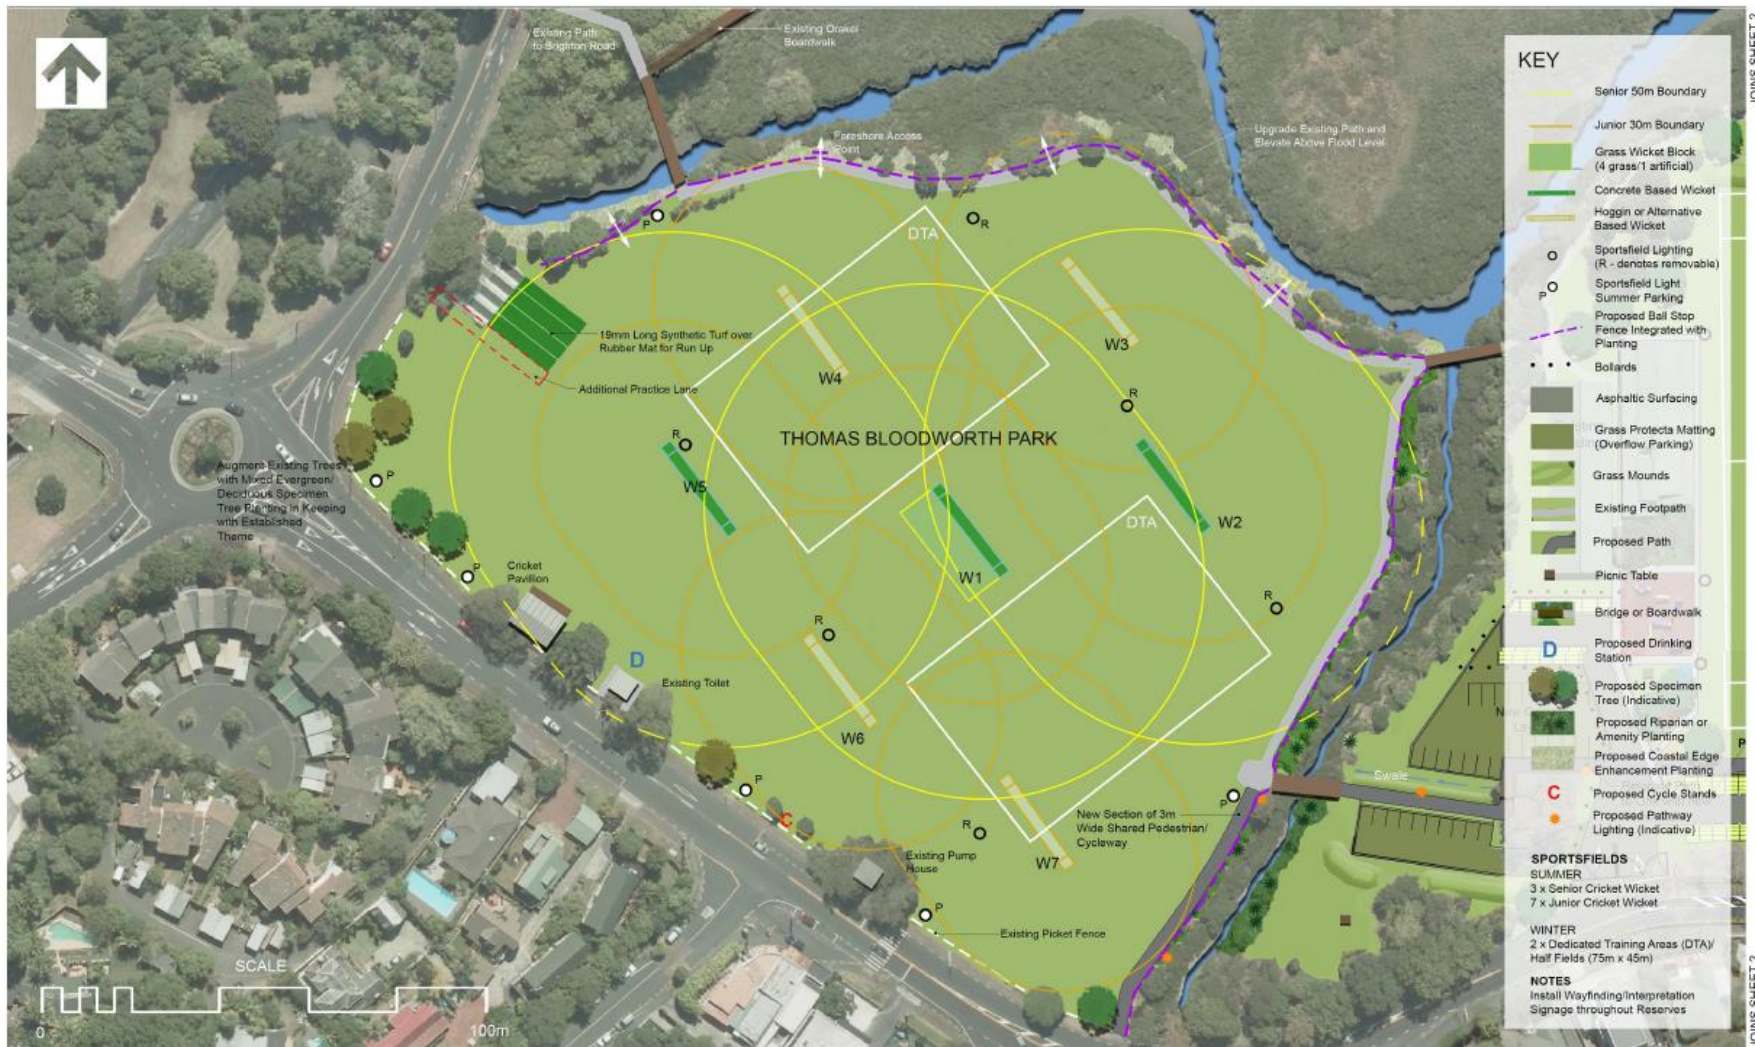 Existing Path
to Brighton Road
Existing Orakei
Boardwalk
Foreshore Access
Point
Upgrade Existing Path and
Elevate Above Flood Level
P
R
DTA
19mm Long Synthetic Turf over
Rubber Mat for Run Up
Additional Practice Lane
W4
W3
R
R
THOMAS BLOODWORTH PARK
Augment Existing Trees
with Mixed Evergreen/
Deciduous Specimen
Tree Planting In Keeping
with Established
Theme
P
W5
W2
DTA
W1
P
Cricket
Pavillion
R
R
D
Existing Toilet
W6
P
C
P
New Section of 3m
Wide Shared Pedestrian/
Cycleway
Swale
R
W7
Existing Pump
House
P
Existing Picket Fence
SCALE
0
100m
KEY
Senior 50m Boundary
Junior 30m Boundary
Grass Wicket Block
(4 grass/1 artificial)
Concrete Based Wicket
Hoggin or Alternative
Based Wicket
Sportsfield Lighting
(R - denotes removable)
P
Sportsfield Light
Summer Parking
Proposed Ball Stop
Fence Integrated with
Planting
Bollards
Asphaltic Surfacing
Grass Protecta Matting
(Overflow Parking)
Grass Mounds
Existing Footpath
Proposed Path
Picnic Table
Bridge or Boardwalk
D
Proposed Drinking
Station
Proposed Specimen
Tree (Indicative)
Proposed Riparian or
Amenity Planting
Proposed Coastal Edge
Enhancement Planting
C
Proposed Cycle Stands
Proposed Pathway
Lighting (Indicative)
SPORTSFIELDS
SUMMER
3 x Senior Cricket Wicket
7 x Junior Cricket Wicket
WINTER
2 x Dedicated Training Areas (DTA)/
Half Fields (75m x 45m)
NOTES
Install Wayfinding/Interpretation
Signage throughout Reserves
P
JOINS SHEET 2
JOINS SHEET 2